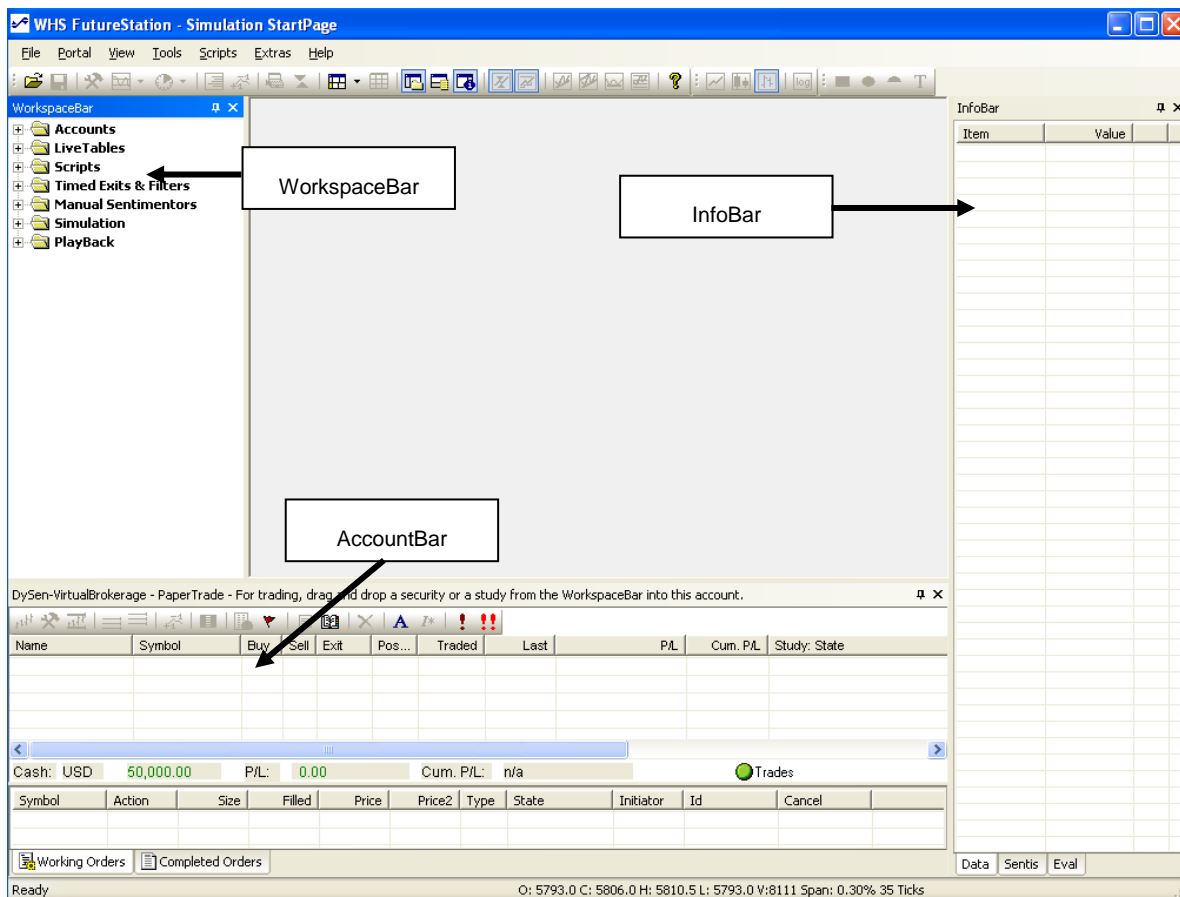 WHS FutureStation - Simulation StartPage
File Portal View Tools Scripts Extras Help
log T
WorkspaceBar
Accounts
LiveTables
Scripts
Timed Exits & Filters
Manual Sentimentors
Simulation
PlayBack
WorkspaceBar
InfoBar
Item Value
InfoBar
AccountBar
DySen-VirtualBrokerage - PaperTrade - For trading, drag and drop a security or a study from the WorkspaceBar into this account.
A I* ! !!
Name Symbol Buy Sell Exit Pos... Traded Last P/L Cum. P/L Study: State
Cash: USD 50,000.00 P/L: 0.00 Cum. P/L: n/a Trades
Symbol Action Size Filled Price Price2 Type State Initiator Id Cancel
Working Orders Completed Orders
Data Sentis Eval
Ready O: 5793.0 C: 5806.0 H: 5810.5 L: 5793.0 V:8111 Span: 0.30% 35 Ticks